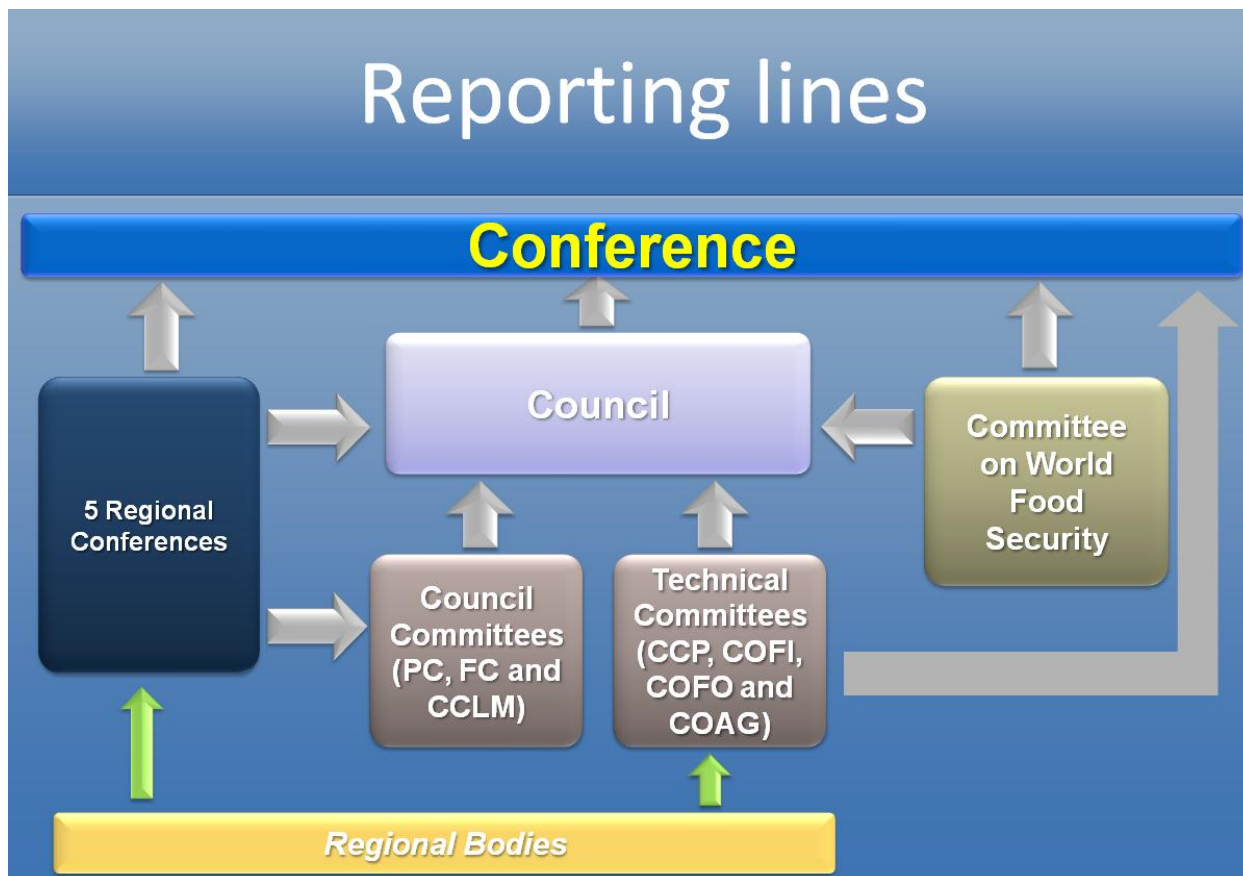 Reporting lines
Conference
Council
5 Regional
Conferences
Committee
on World
Food
Security
Council
Committees
(PC, FC and
CCLM)
Technical
Committees
(CCP, COFI,
COFO and
COAG)
Regional Bodies